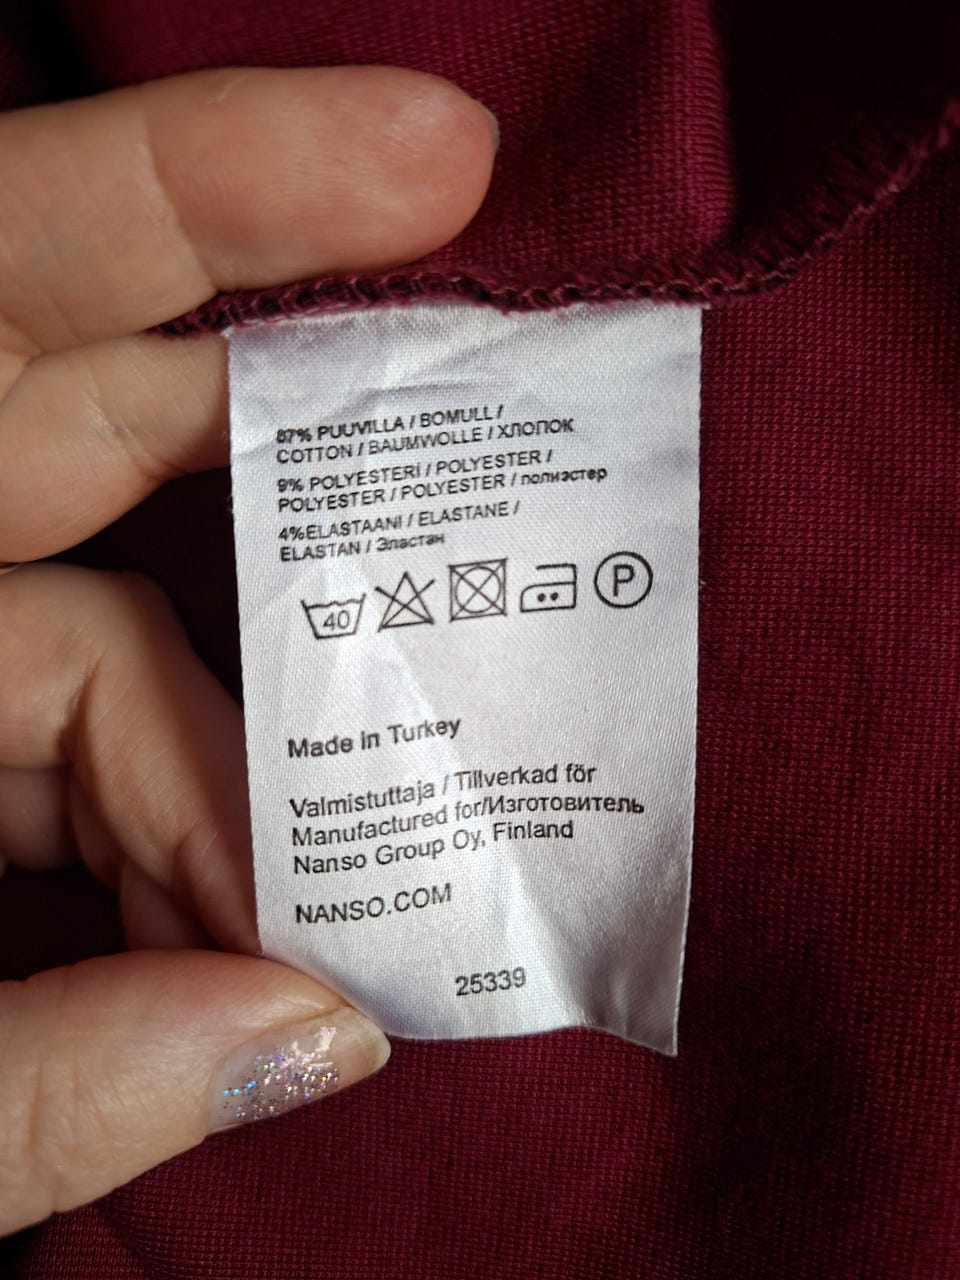 87% PUUVILLA / BOMULL /
COTTON / BAUMWOLLE / ХЛОПОК
9% POLYESTERI / POLYESTER /
POLYESTER / POLYESTER / полиэстер
4%ELASTAANI / ELASTANE /
ELASTAN / Эластан
40 P
Made in Turkey
Valmistuttaja / Tillverkad för
Manufactured for/Изготовитель
Nanso Group Oy, Finland
NANSO.COM
25339